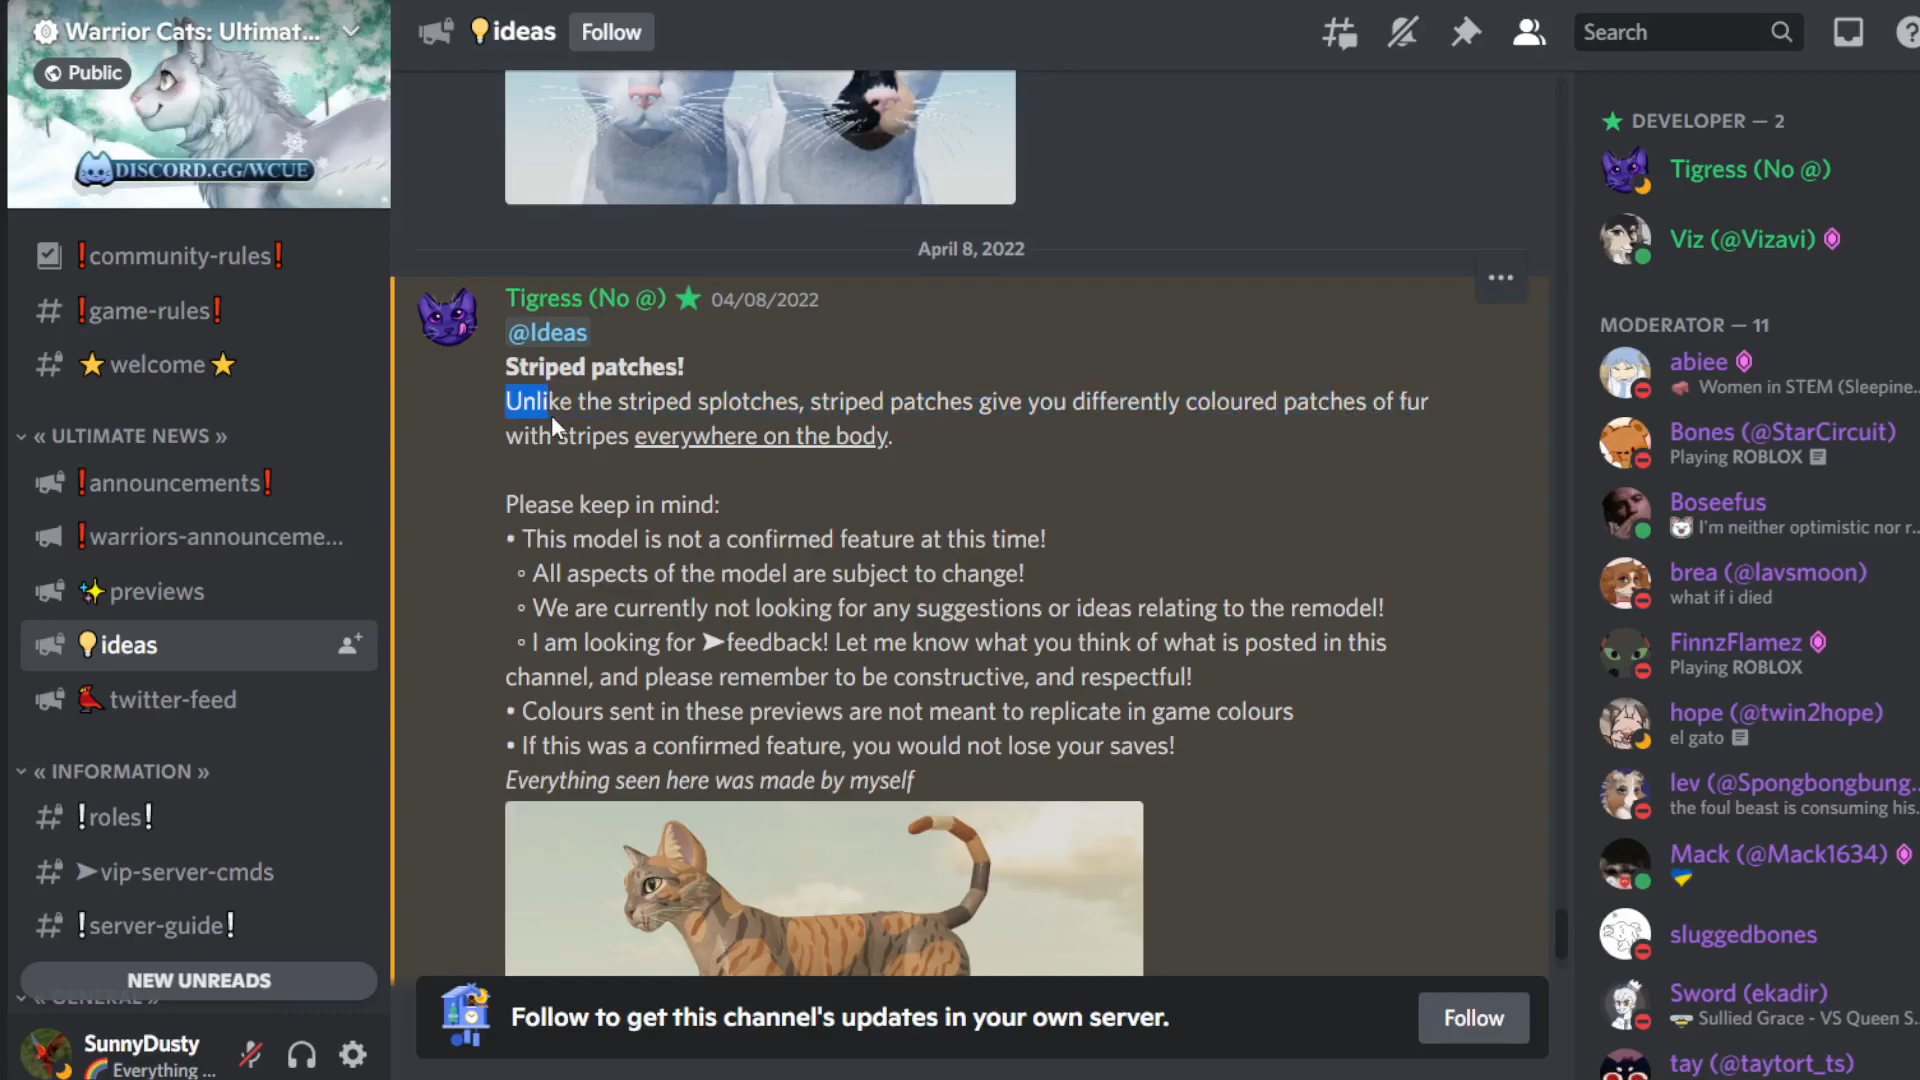 Warrior Cats: Ultimat...
Public
DISCORD.GG/WCUE
❗community-rules❗
❗game-rules❗
⭐ welcome ⭐
« ULTIMATE NEWS »
❗announcements❗
❗warriors-announceme...
✨ previews
💡ideas
twitter-feed
« INFORMATION »
❕roles❕
➤vip-server-cmds
❕server-guide❕
NEW UNREADS
« GENERAL »
SunnyDusty
🌈 Everything ...
💡ideas
Follow
Search
April 8, 2022
Tigress (No @) 04/08/2022
@Ideas
Striped patches!
Unlike the striped splotches, striped patches give you differently coloured patches of fur
with stripes everywhere on the body.
Please keep in mind:
• This model is not a confirmed feature at this time!
◦ All aspects of the model are subject to change!
◦ We are currently not looking for any suggestions or ideas relating to the remodel!
◦ I am looking for ➤feedback! Let me know what you think of what is posted in this
channel, and please remember to be constructive, and respectful!
• Colours sent in these previews are not meant to replicate in game colours
• If this was a confirmed feature, you would not lose your saves!
Everything seen here was made by myself
Follow to get this channel's updates in your own server.
Follow
DEVELOPER — 2
Tigress (No @)
Viz (@Vizavi)
MODERATOR — 11
abiee
Women in STEM (Sleepine...
Bones (@StarCircuit)
Playing ROBLOX
Boseefus
I'm neither optimistic nor r...
brea (@lavsmoon)
what if i died
FinnzFlamez
Playing ROBLOX
hope (@twin2hope)
el gato
lev (@Spongbongbung...
the foul beast is consuming his...
Mack (@Mack1634)
sluggedbones
Sword (ekadir)
Sullied Grace - VS Queen S...
tay (@taytort_ts)